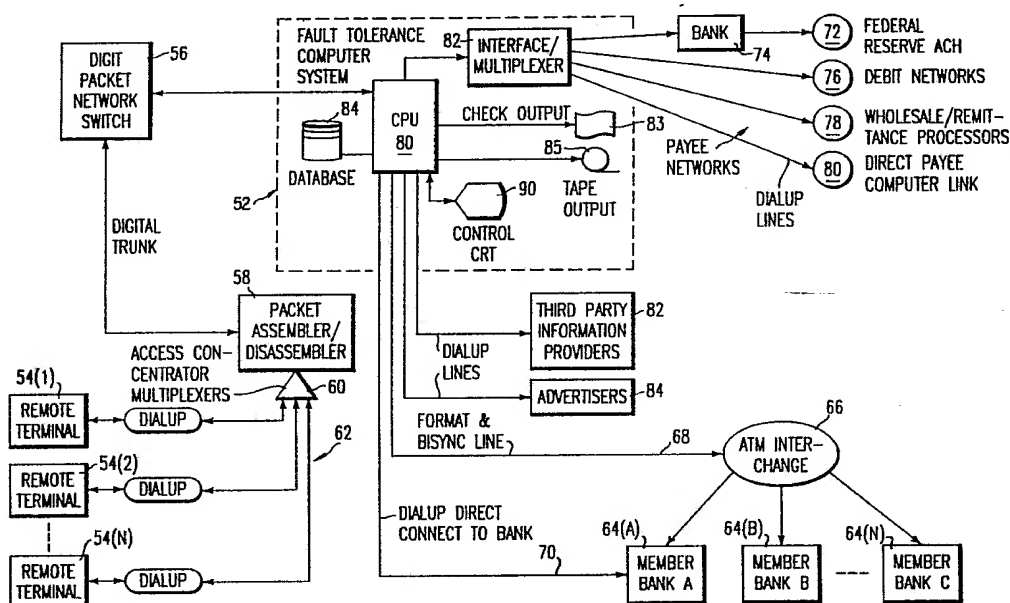 56
DIGIT
PACKET
NETWORK
SWITCH
FAULT TOLERANCE
COMPUTER
SYSTEM
82
INTERFACE/
MULTIPLEXER
BANK
74
72
FEDERAL
RESERVE ACH
76
DEBIT NETWORKS
78
WHOLESALE/REMIT-
TANCE PROCESSORS
80
DIRECT PAYEE
COMPUTER LINK
PAYEE
NETWORKS
DIALUP
LINES
84
DATABASE
CPU
80
CHECK OUTPUT
83
85
TAPE
OUTPUT
90
CONTROL
CRT
52
DIGITAL
TRUNK
58
PACKET
ASSEMBLER/
DISASSEMBLER
ACCESS CON-
CENTRATOR
MULTIPLEXERS
60
62
54(1)
REMOTE
TERMINAL
DIALUP
54(2)
REMOTE
TERMINAL
DIALUP
54(N)
REMOTE
TERMINAL
DIALUP
THIRD PARTY
INFORMATION
PROVIDERS
82
DIALUP
LINES
ADVERTISERS
84
FORMAT &
BISYNC LINE
68
66
ATM INTER-
CHANGE
DIALUP DIRECT
CONNECT TO BANK
70
64(A)
MEMBER
BANK A
64(B)
MEMBER
BANK B
64(N)
MEMBER
BANK C